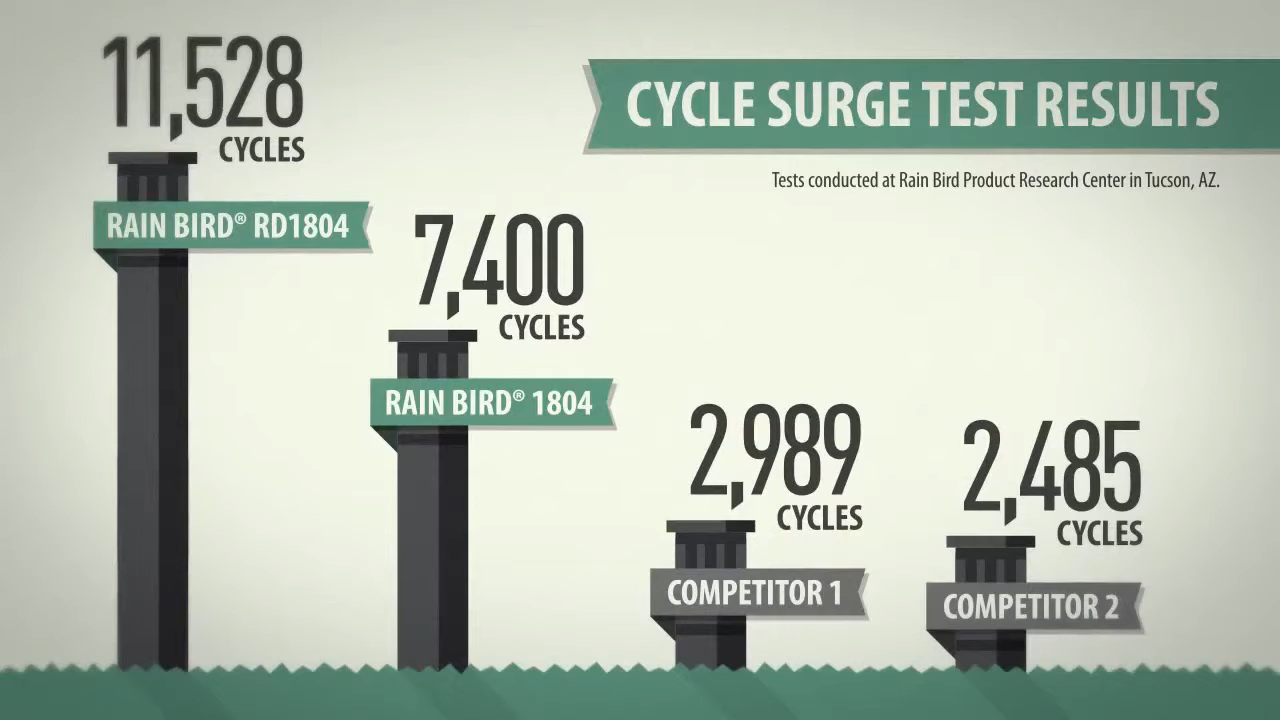 CYCLE SURGE TEST RESULTS
Tests conducted at Rain Bird Product Research Center in Tucson, AZ.
11,528
CYCLES
RAIN BIRD® RD1804
7,400
CYCLES
RAIN BIRD® 1804
2,989
CYCLES
COMPETITOR 1
2,485
CYCLES
COMPETITOR 2